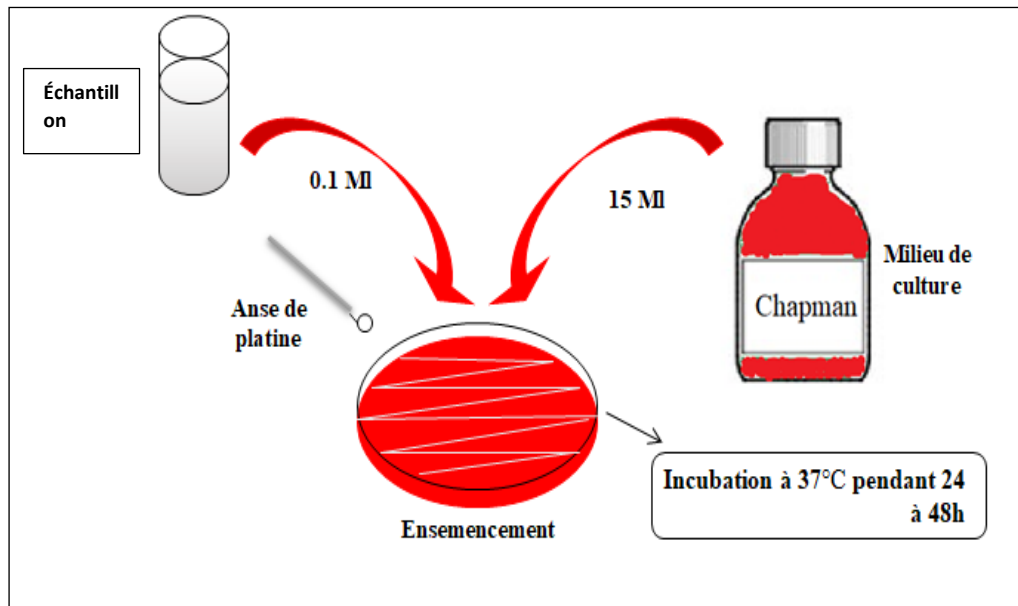 Échantill
on
0.1 Ml
15 Ml
Milieu de
culture
Chapman
Anse de
platine
Incubation à 37°C pendant 24
à 48h
Ensemencement